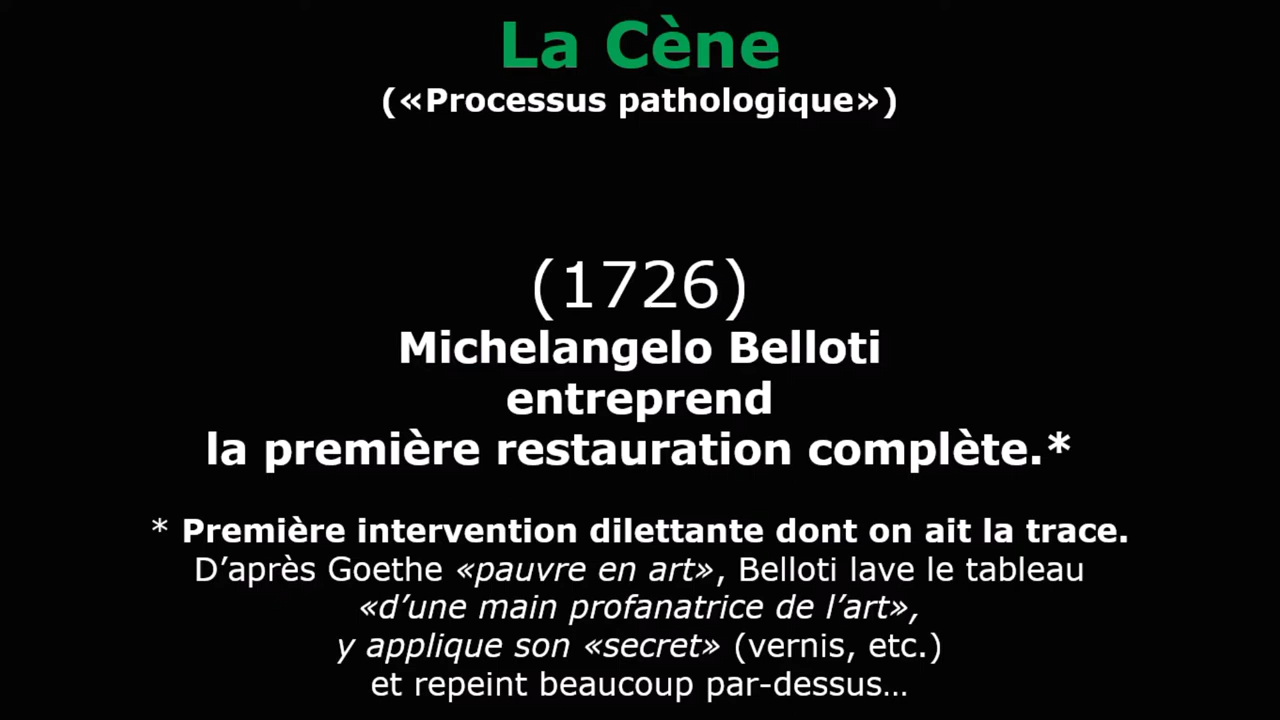 La Cène
(«Processus pathologique»)
(1726)
Michelangelo Belloti
entreprend
la première restauration complète.*
* Première intervention dilettante dont on ait la trace.
D’après Goethe «pauvre en art», Belloti lave le tableau
«d’une main profanatrice de l’art»,
y applique son «secret» (vernis, etc.)
et repeint beaucoup par-dessus…